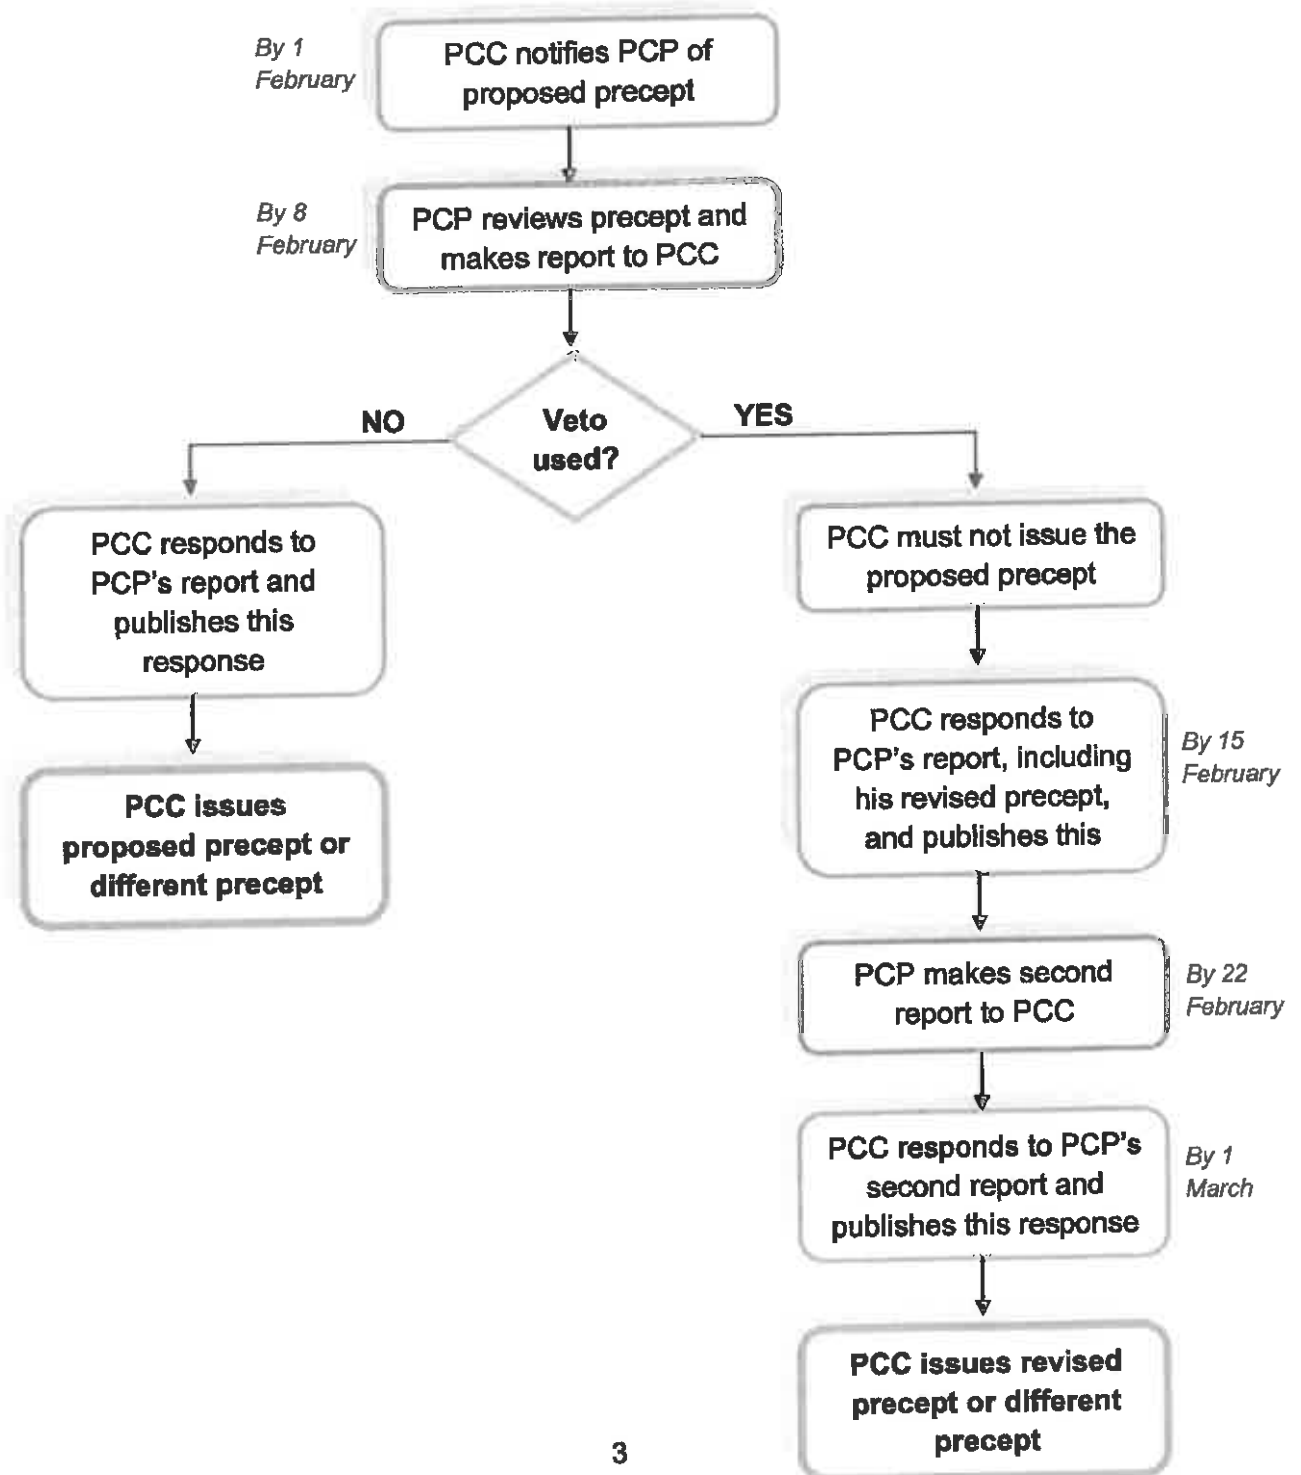 By 1
February
PCC notifies PCP of
proposed precept
By 8
February
PCP reviews precept and
makes report to PCC
Veto
used?
NO
YES
PCC responds to
PCP's report and
publishes this
response
PCC issues
proposed precept or
different precept
PCC must not issue the
proposed precept
PCC responds to
PCP's report, including
his revised precept,
and publishes this
By 15
February
PCP makes second
report to PCC
By 22
February
PCC responds to PCP's
second report and
publishes this response
By 1
March
PCC issues revised
precept or different
precept
3